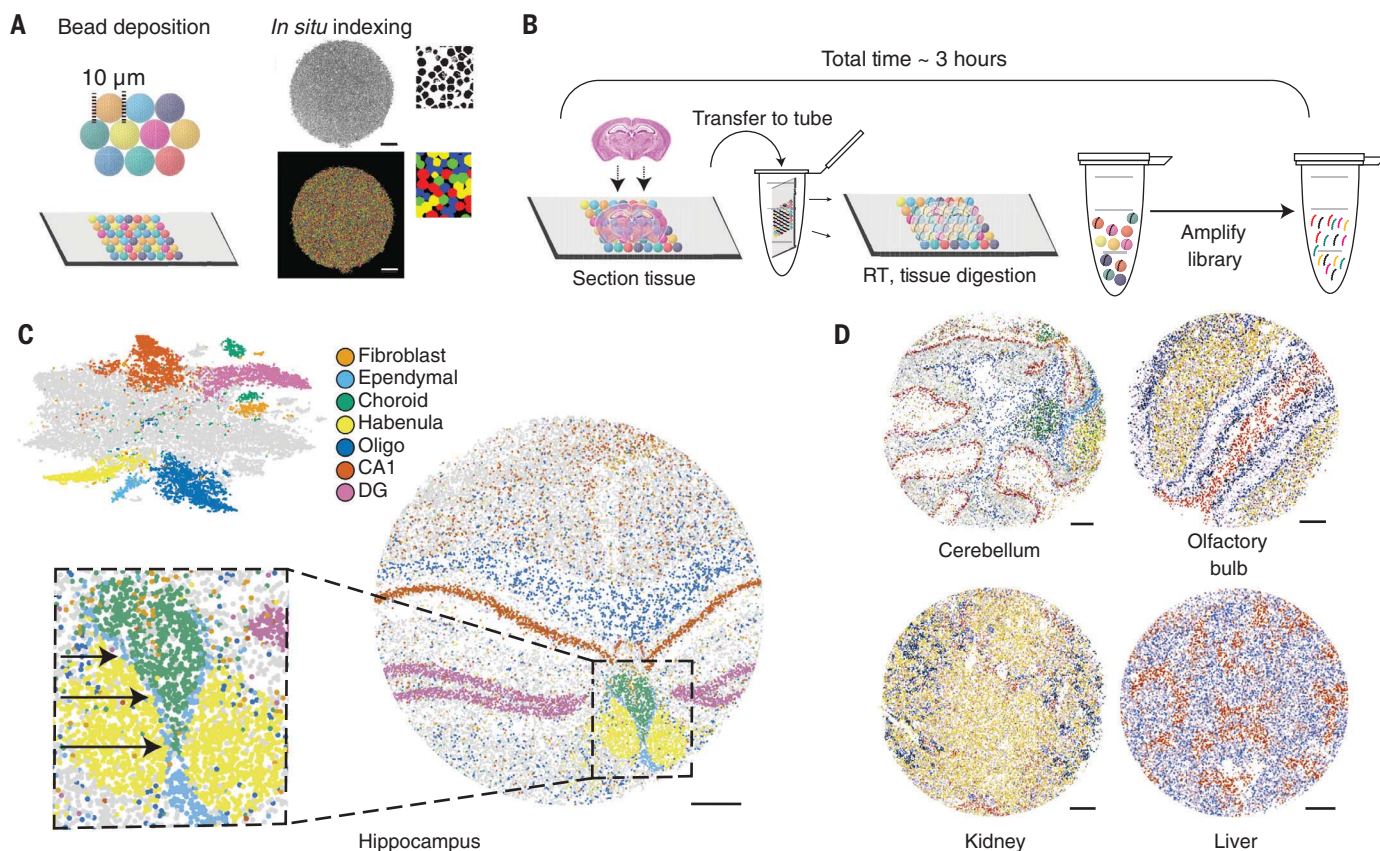 A
Bead deposition
In situ indexing
10 µm
B
Total time ~ 3 hours
Transfer to tube
Section tissue
RT, tissue digestion
Amplify
library
C
Fibroblast
Ependymal
Choroid
Habenula
Oligo
CA1
DG
Hippocampus
D
Cerebellum
Olfactory
bulb
Kidney
Liver